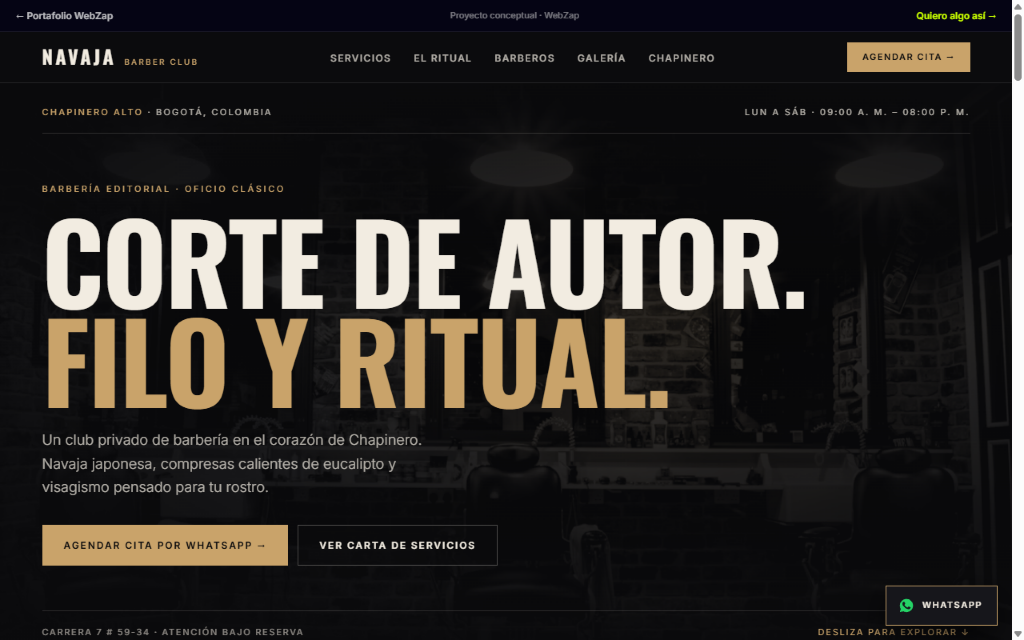 ← Portafolio WebZap
Proyecto conceptual · WebZap
Quiero algo así →
NAVAJA BARBER CLUB
SERVICIOS
EL RITUAL
BARBEROS
GALERÍA
CHAPINERO
AGENDAR CITA →
CHAPINERO ALTO · BOGOTÁ, COLOMBIA
LUN A SÁB · 09:00 A. M. – 08:00 P. M.
BARBERÍA EDITORIAL · OFICIO CLÁSICO
CORTE DE AUTOR.
FILO Y RITUAL.
Un club privado de barbería en el corazón de Chapinero.
Navaja japonesa, compresas calientes de eucalipto y
visagismo pensado para tu rostro.
AGENDAR CITA POR WHATSAPP →
VER CARTA DE SERVICIOS
WHATSAPP
CARRERA 7 # 59-34 · ATENCIÓN BAJO RESERVA
DESLIZA PARA EXPLORAR ↓